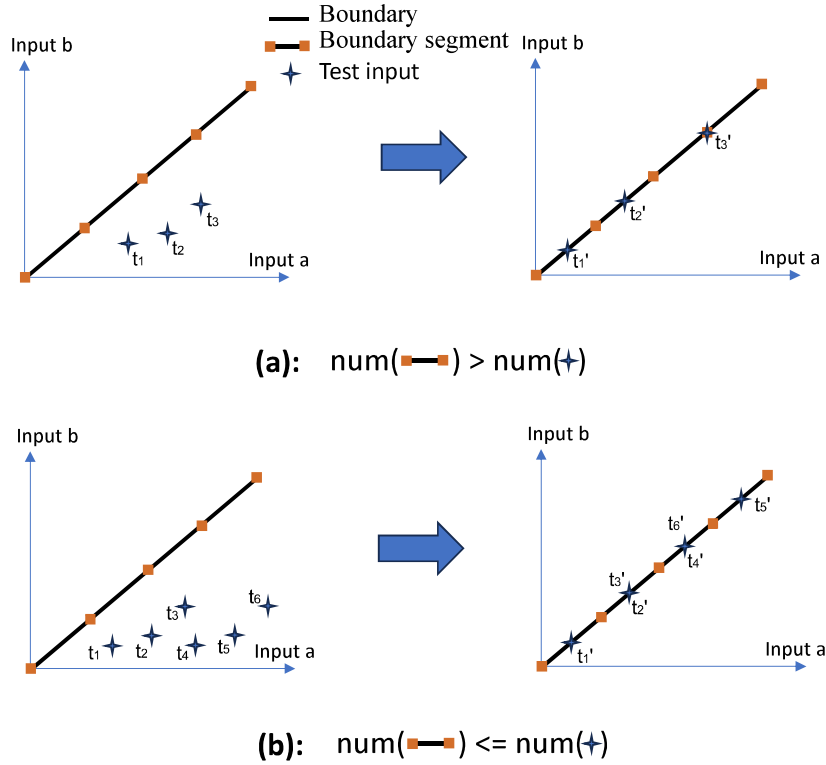 Boundary
Boundary segment
Test input
Input b
t₁
t₂
t₃
Input a
Input b
t₁'
t₂'
t₃'
Input a
(a): num( ) > num( )
Input b
t₁
t₂
t₃
t₄
t₅
t₆
Input a
Input b
t₁'
t₂'
t₃'
t₄'
t₅'
t₆'
Input a
(b): num( ) <= num( )